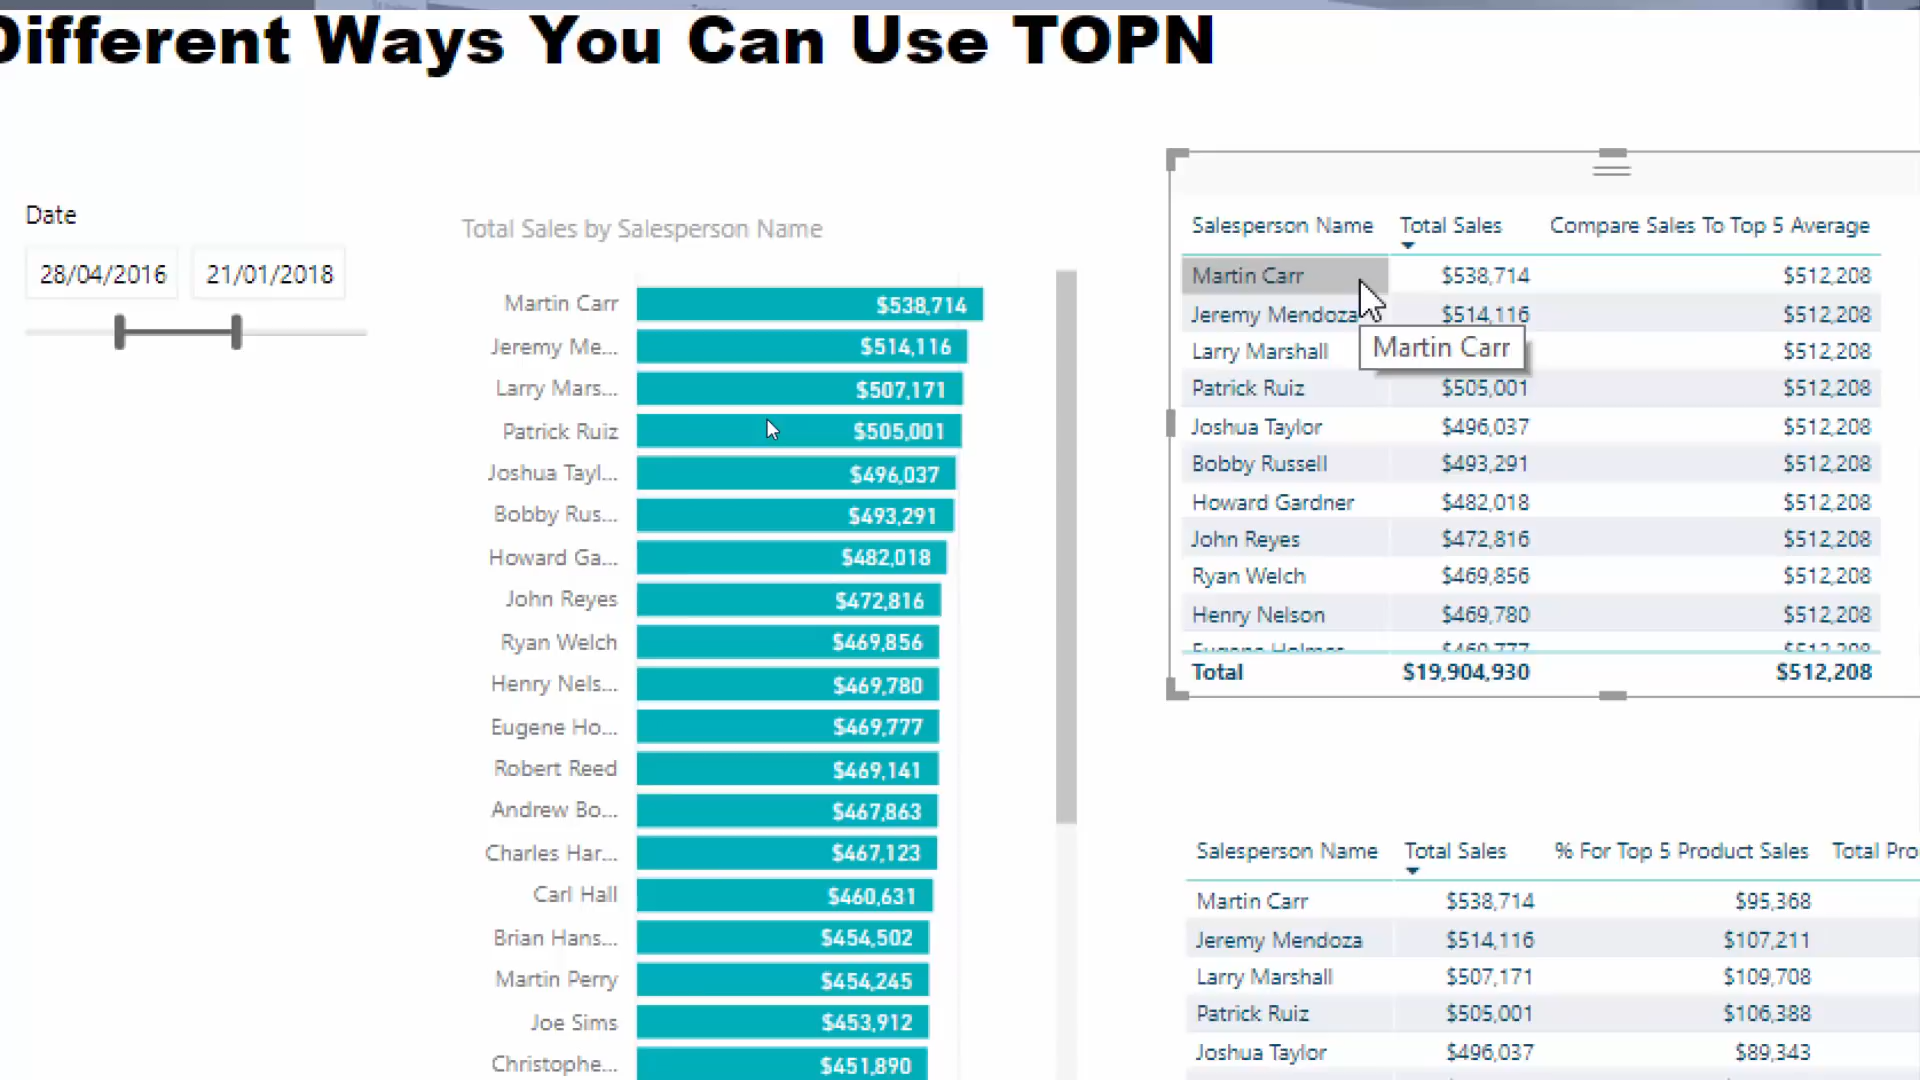 Different Ways You Can Use TOPN
Date
28/04/2016 21/01/2018
Total Sales by Salesperson Name
Martin Carr $538,714
Jeremy Me... $514,116
Larry Mars... $507,171
Patrick Ruiz $505,001
Joshua Tayl... $496,037
Bobby Rus... $493,291
Howard Ga... $482,018
John Reyes $472,816
Ryan Welch $469,856
Henry Nels... $469,780
Eugene Ho... $469,777
Robert Reed $469,141
Andrew Bo... $467,863
Charles Har... $467,123
Carl Hall $460,631
Brian Hans... $454,502
Martin Perry $454,245
Joe Sims $453,912
Christophe... $451,890
Salesperson Name Total Sales Compare Sales To Top 5 Average
Martin Carr $538,714 $512,208
Jeremy Mendoza $514,116 $512,208
Larry Marshall $512,208
Martin Carr
Patrick Ruiz $505,001 $512,208
Joshua Taylor $496,037 $512,208
Bobby Russell $493,291 $512,208
Howard Gardner $482,018 $512,208
John Reyes $472,816 $512,208
Ryan Welch $469,856 $512,208
Henry Nelson $469,780 $512,208
Eugene Holmes $469,777 $512,208
Total $19,904,930 $512,208
Salesperson Name Total Sales % For Top 5 Product Sales Total Pro
Martin Carr $538,714 $95,368
Jeremy Mendoza $514,116 $107,211
Larry Marshall $507,171 $109,708
Patrick Ruiz $505,001 $106,388
Joshua Taylor $496,037 $89,343